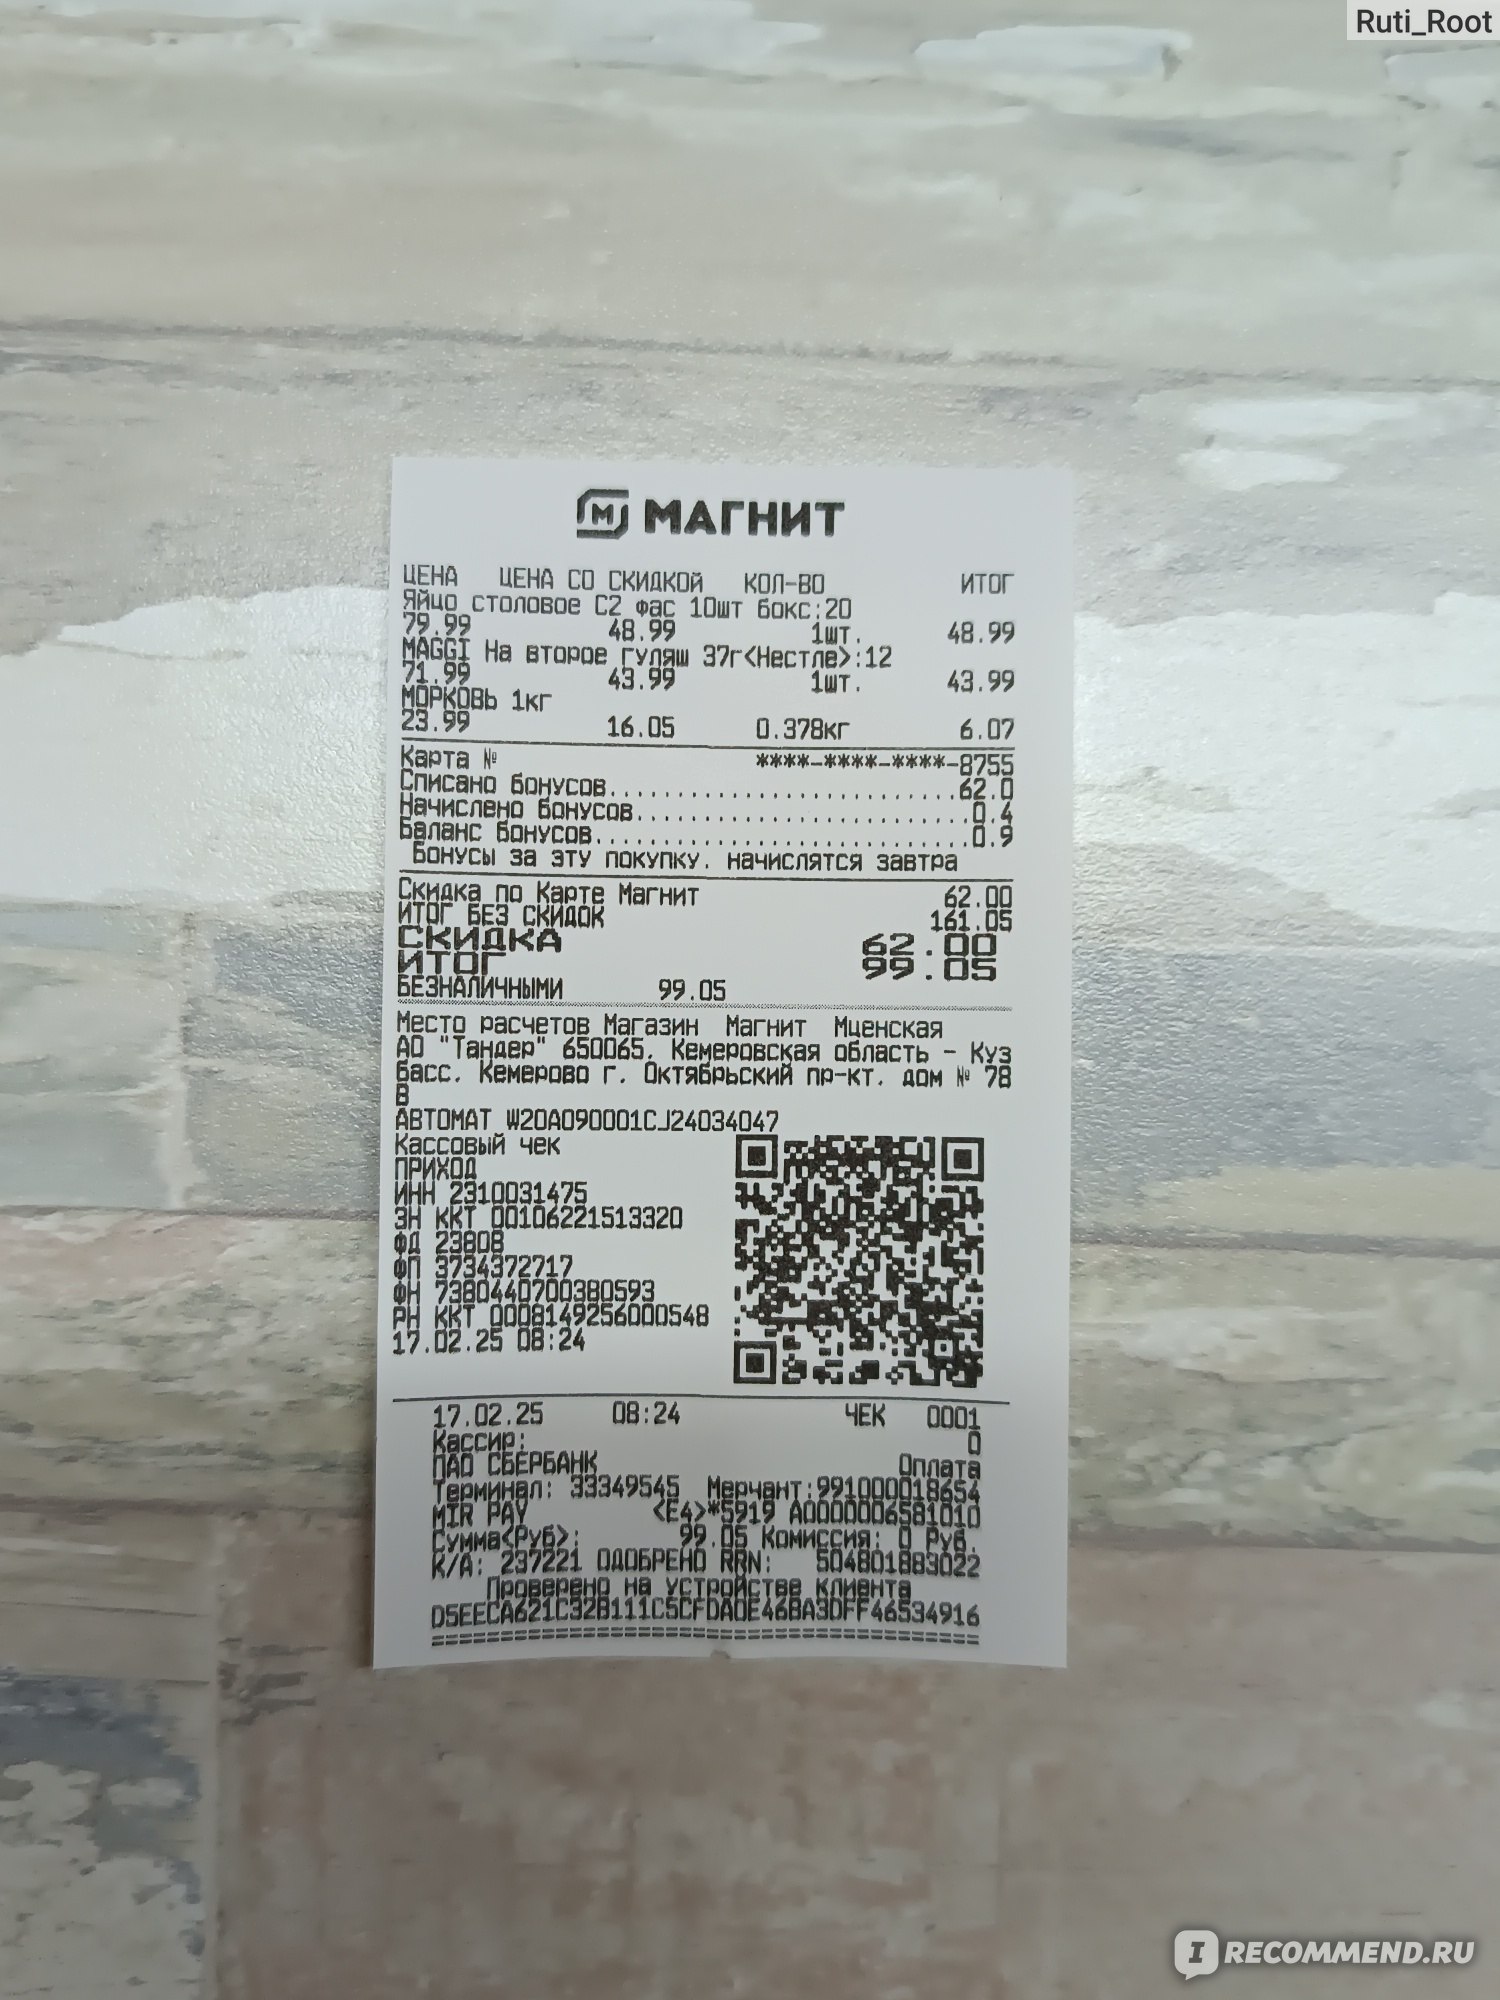 Ruti_Root
МАГНИТ
ЦЕНА ЦЕНА СО СКИДКОЙ КОЛ-ВО ИТОГ
Яйцо столовое С2 фас 10шт бокс:20
79.99 48.99 1шт. 48.99
MAGGI На второе гуляш 37г<Нестле>:12
71.99 43.99 1шт. 43.99
МОРКОВЬ 1кг
23.99 16.05 0.378кг 6.07
Карта № ****-****-****-8755
Списано бонусов..........................62.0
Начислено бонусов.........................0.4
Баланс бонусов............................0.9
Бонусы за эту покупку. начислятся завтра
Скидка по Карте Магнит 62.00
ИТОГ БЕЗ СКИДОК 161.05
СКИДКА 62.00
ИТОГ 99.05
БЕЗНАЛИЧНЫМИ 99.05
Место расчетов Магазин Магнит Мценская
АО "Тандер" 650065, Кемеровская область - Куз
басс. Кемерово г. Октябрьский пр-кт. дом № 78
В
АВТОМАТ W20A090001CJ24034047
Кассовый чек
ПРИХОД
ИНН 2310031475
ЗН ККТ 00106221513320
ФД 23808
ФП 3734372717
ФН 7380440700380593
РН ККТ 0008149256000548
17.02.25 08:24
17.02.25 08:24 ЧЕК 0001
Кассир: 0
ПАО СБЕРБАНК Оплата
Терминал: 33349545 Мерчант:991000018654
MIR PAY <E4>*5919 A0000006581010
Сумма<Руб>: 99.05 Комиссия: 0 Руб.
К/А: 237221 ОДОБРЕНО RRN: 504801883022
Проверено на устройстве клиента
D5EECA621C32B111C5CFDA0E46BA3DFF46534916
========================================
I RECOMMEND.RU